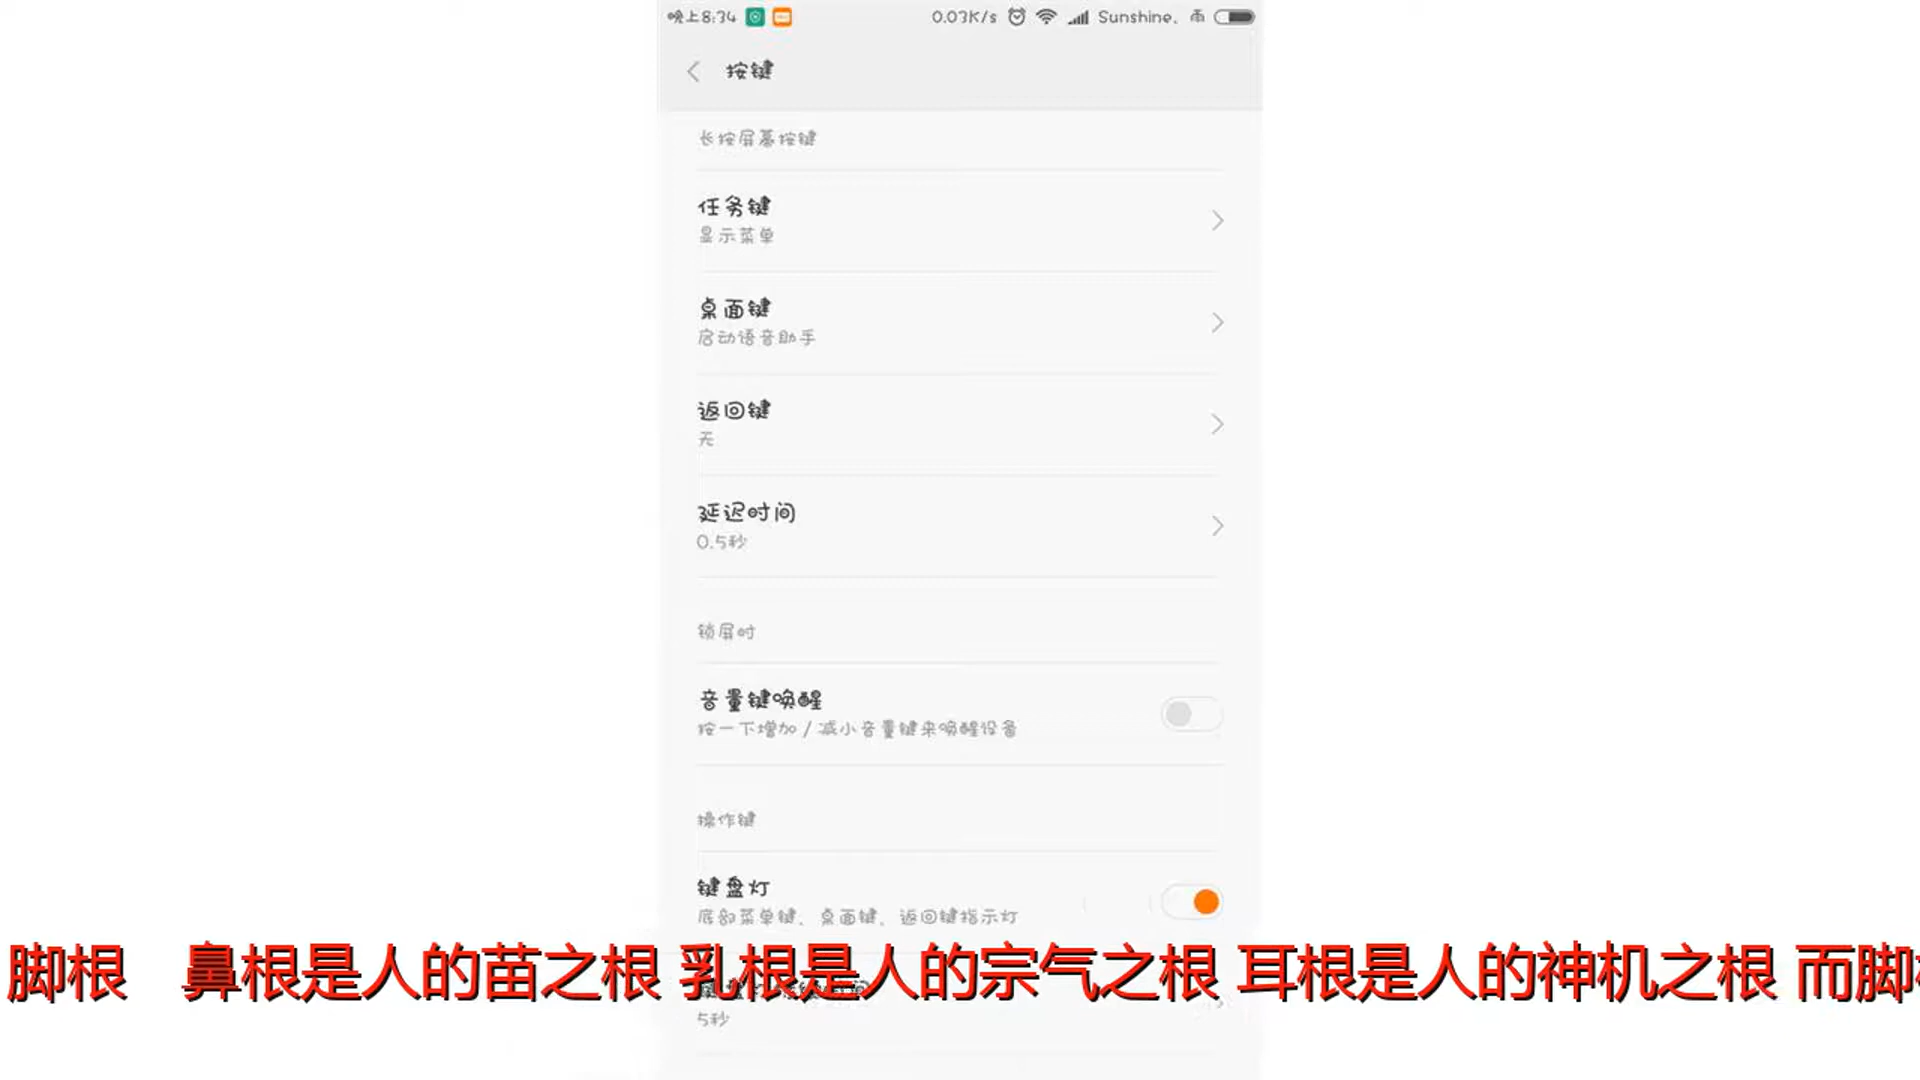 晚上8:34 0.03K/s Sunshine、雨
按键
长按屏幕按键
任务键
显示菜单
桌面键
启动语音助手
返回键
无
延迟时间
0.5秒
锁屏时
音量键唤醒
按一下增加 / 减小音量键来唤醒设备
操作键
键盘灯
底部菜单键、桌面键、返回键指示灯
脚根 鼻根是人的苗之根 乳根是人的宗气之根 耳根是人的神机之根 而脚
5秒